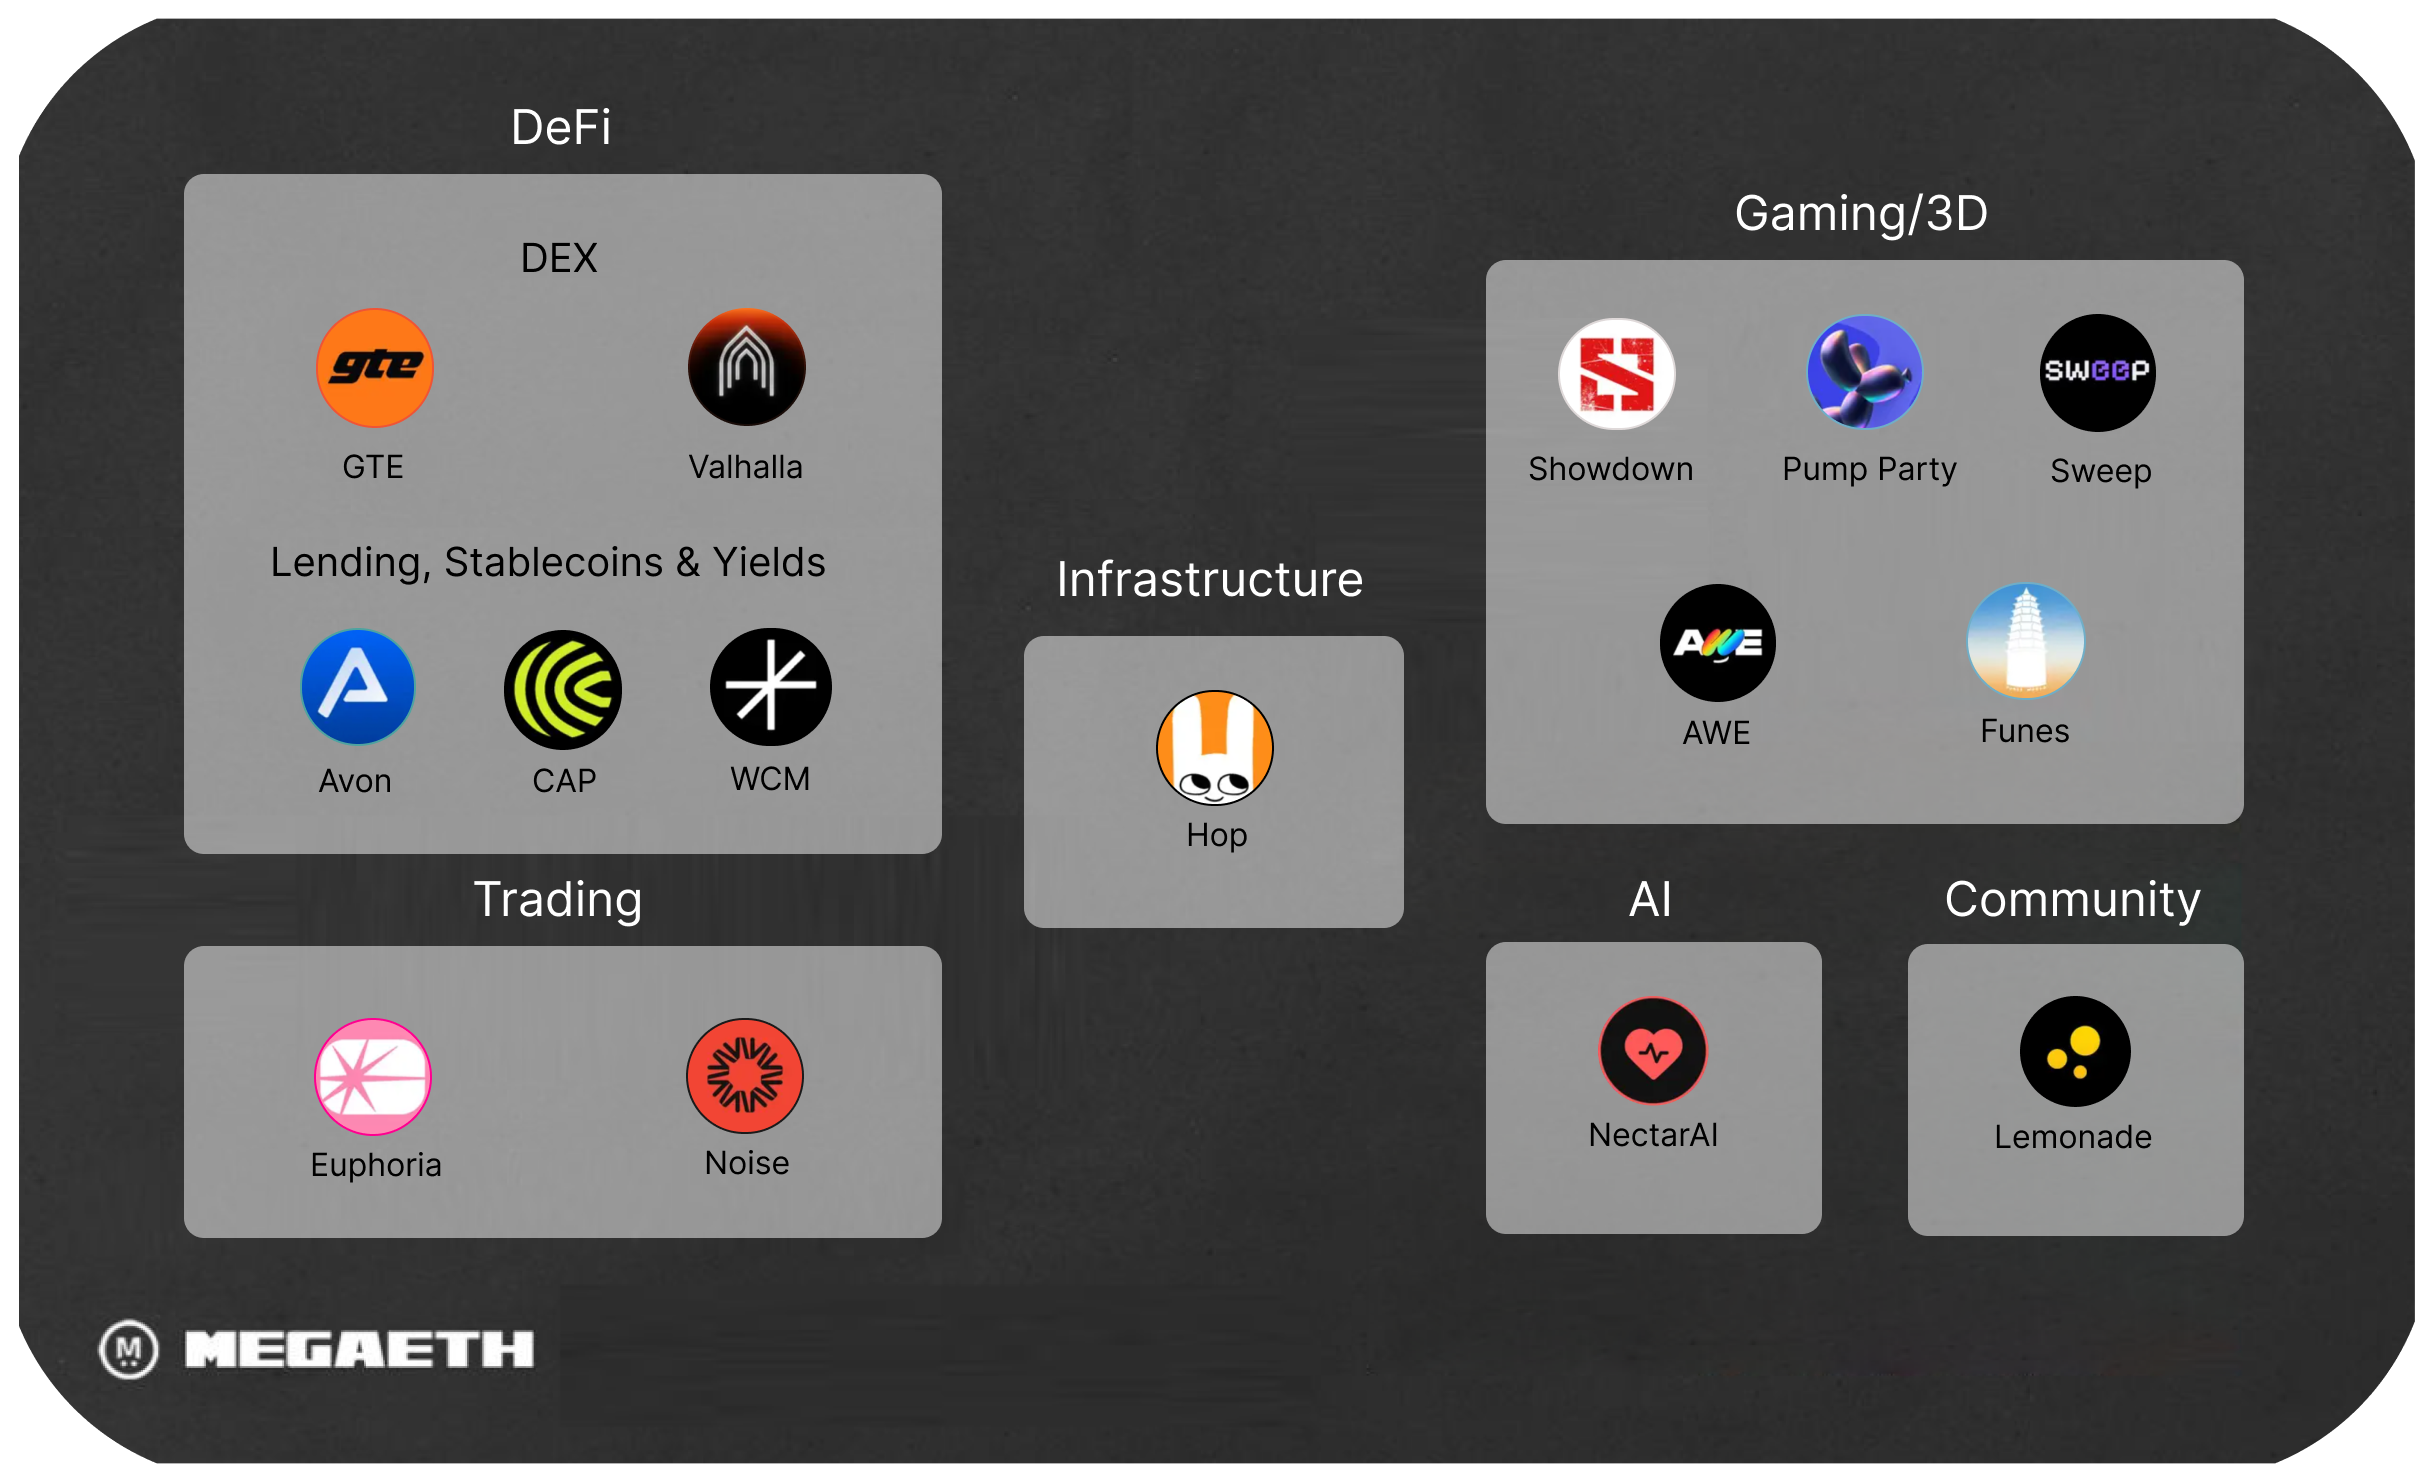 DeFi
DEX
gte
GTE
Valhalla
Lending, Stablecoins & Yields
Avon
CAP
WCM
Trading
Euphoria
Noise
Infrastructure
Hop
Gaming/3D
SWEEP
Showdown
Pump Party
Sweep
AWE
AWE
Funes
AI
NectarAI
Community
Lemonade
M MEGAETH